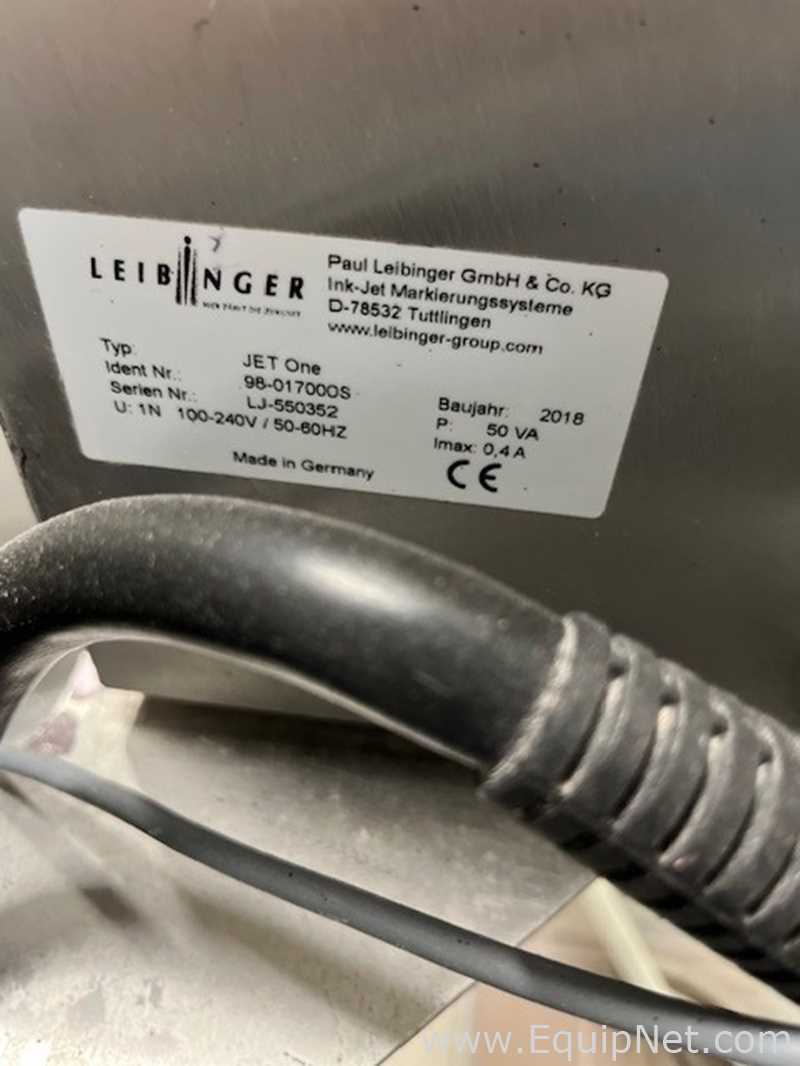 LEIBINGER
Paul Leibinger GmbH & Co. KG
Ink-Jet Markierungssysteme
D-78532 Tuttlingen
www.leibinger-group.com
Typ: JET One
Ident Nr.: 98-017000S
Serien Nr.: LJ-550352
U: 1N 100-240V / 50-60HZ
Baujahr: 2018
P: 50 VA
Imax: 0,4 A
Made in Germany
CE
www.EquipNet.com